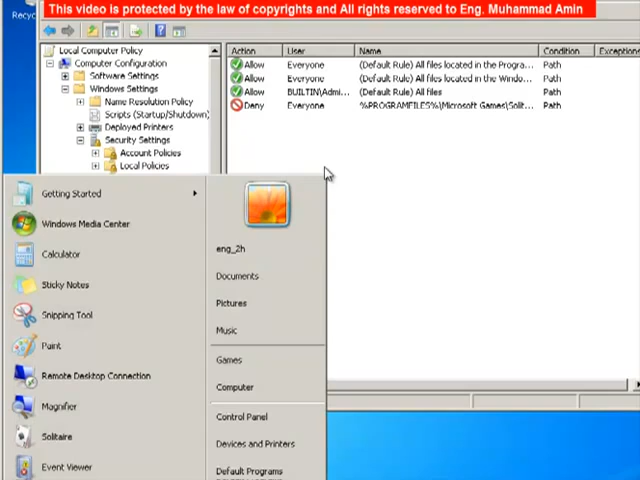 This video is protected by the law of copyrights and All rights reserved to Eng. Muhammad Amin
Recyc
Local Computer Policy
Computer Configuration
Software Settings
Windows Settings
Name Resolution Policy
Scripts (Startup/Shutdown)
Deployed Printers
Security Settings
Account Policies
Local Policies
Action User Name Condition Exceptions
Allow Everyone (Default Rule) All files located in the Progra... Path
Allow Everyone (Default Rule) All files located in the Windo... Path
Allow BUILTIN\Admi... (Default Rule) All files Path
Deny Everyone %PROGRAMFILES%\Microsoft Games\Solit... Path
Getting Started
Windows Media Center
Calculator
Sticky Notes
Snipping Tool
Paint
Remote Desktop Connection
Magnifier
Solitaire
Event Viewer
eng_2h
Documents
Pictures
Music
Games
Computer
Control Panel
Devices and Printers
Default Programs